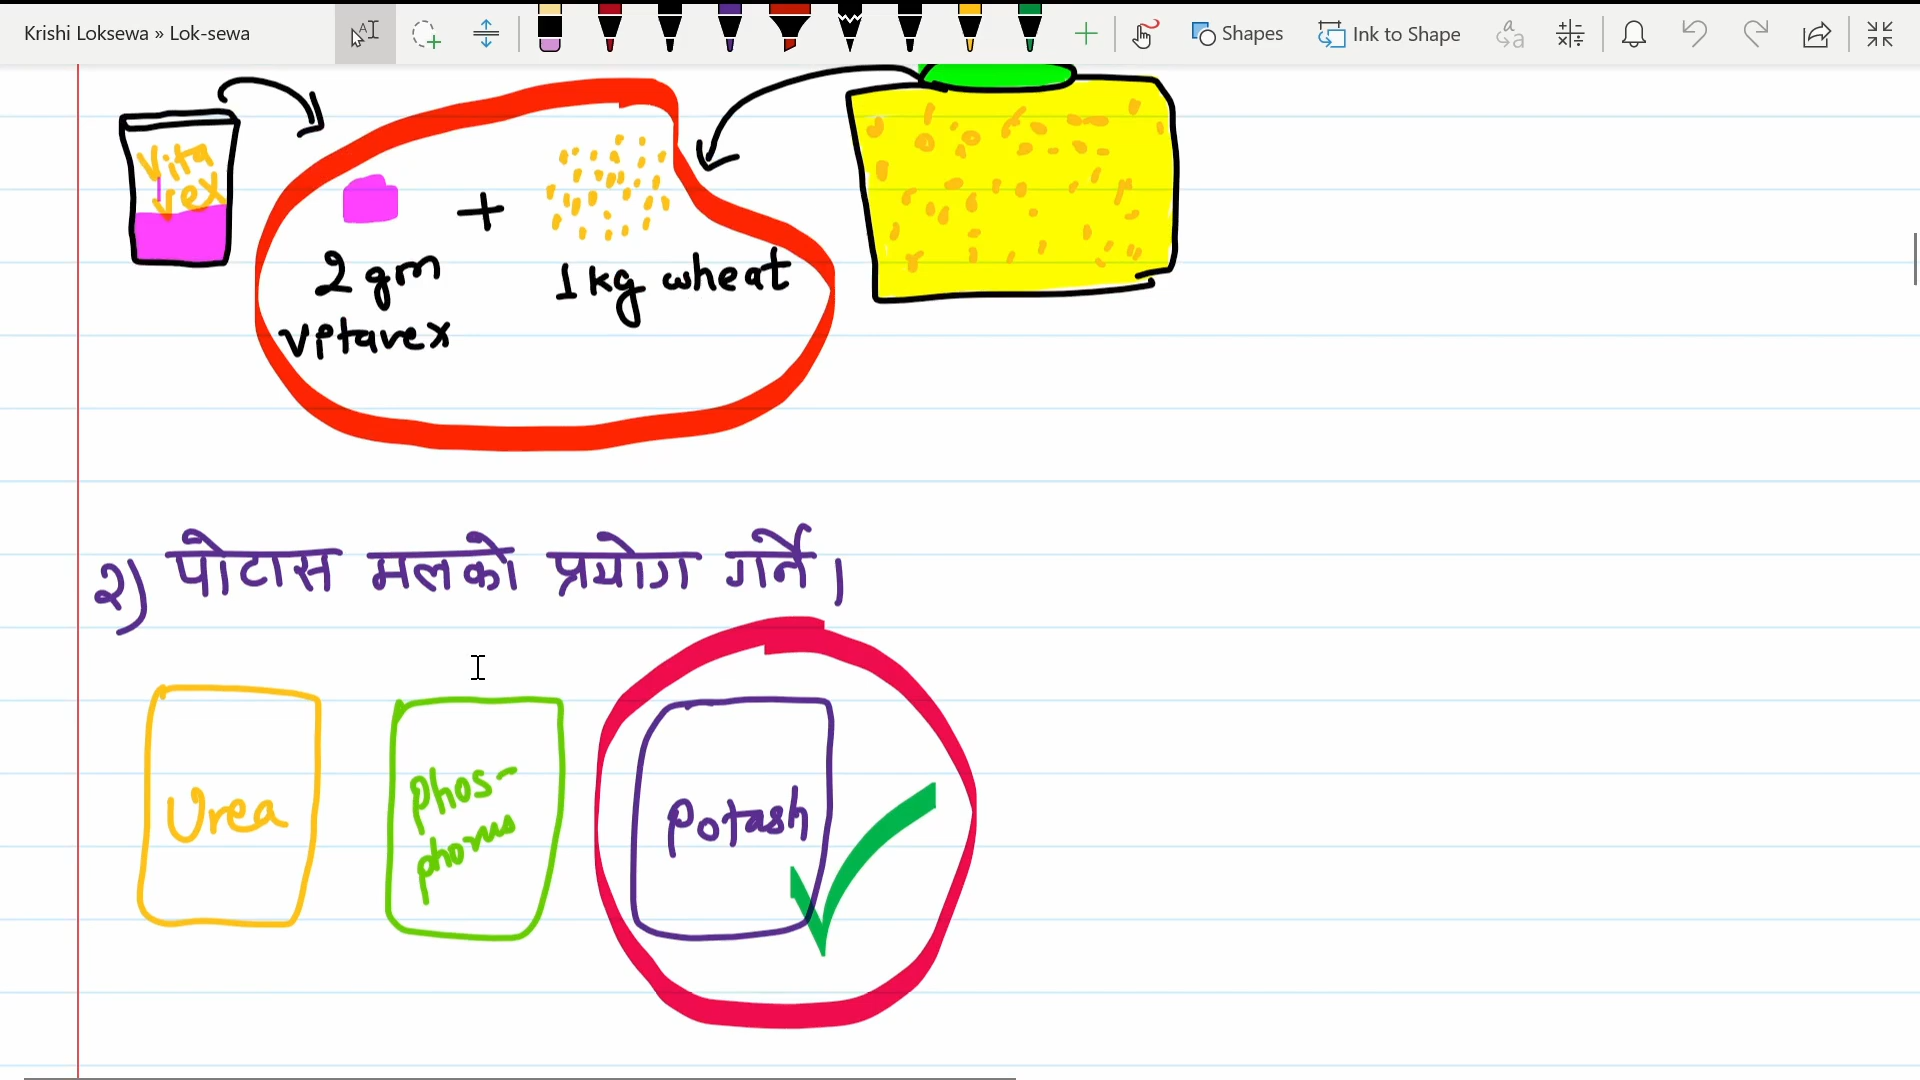 Krishi Loksewa » Lok-sewa
Shapes
Ink to Shape
Vita
vex
2 gm
vitavex
+
1 kg wheat
२) पोटास मलको प्रयोग गर्ने।
Urea
phos-
phorus
Potash